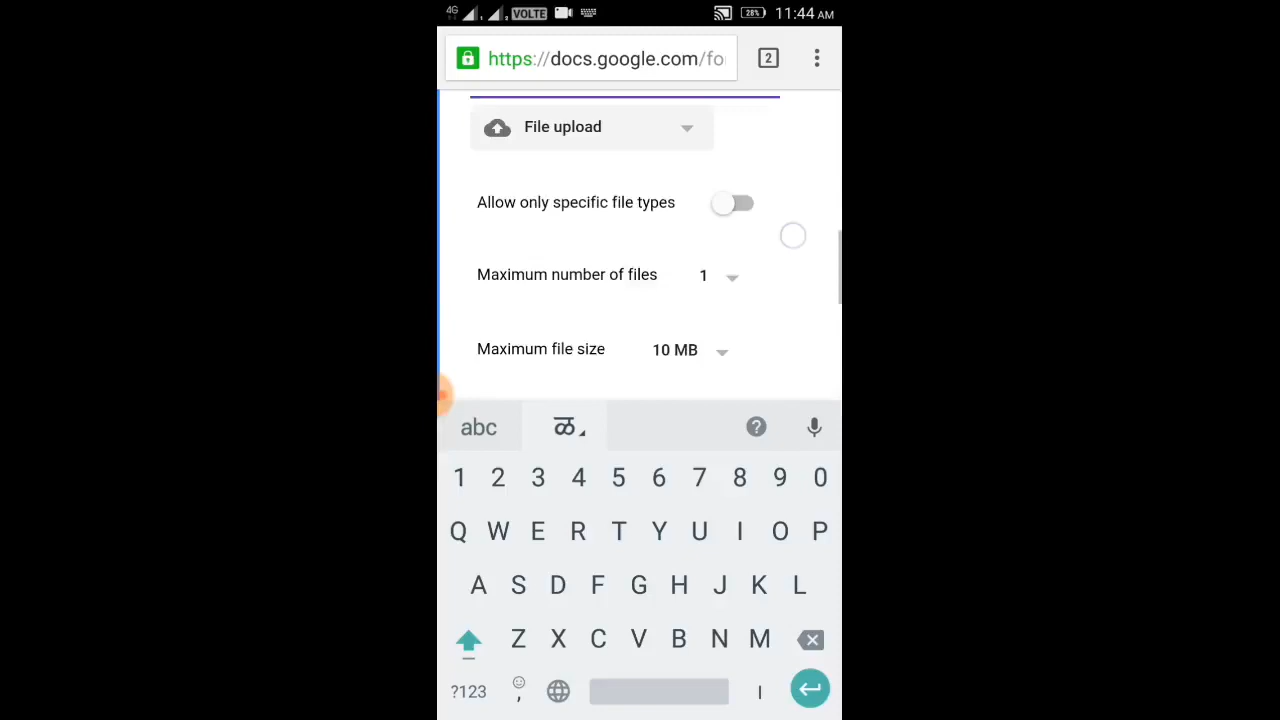 4G 1 2 VOLTE 28% 11:44 AM
https://docs.google.com/fo
2
File upload
Allow only specific file types
Maximum number of files 1
Maximum file size 10 MB
abc ळ
1 2 3 4 5 6 7 8 9 0
Q W E R T Y U I O P
A S D F G H J K L
Z X C V B N M
?123 , ।